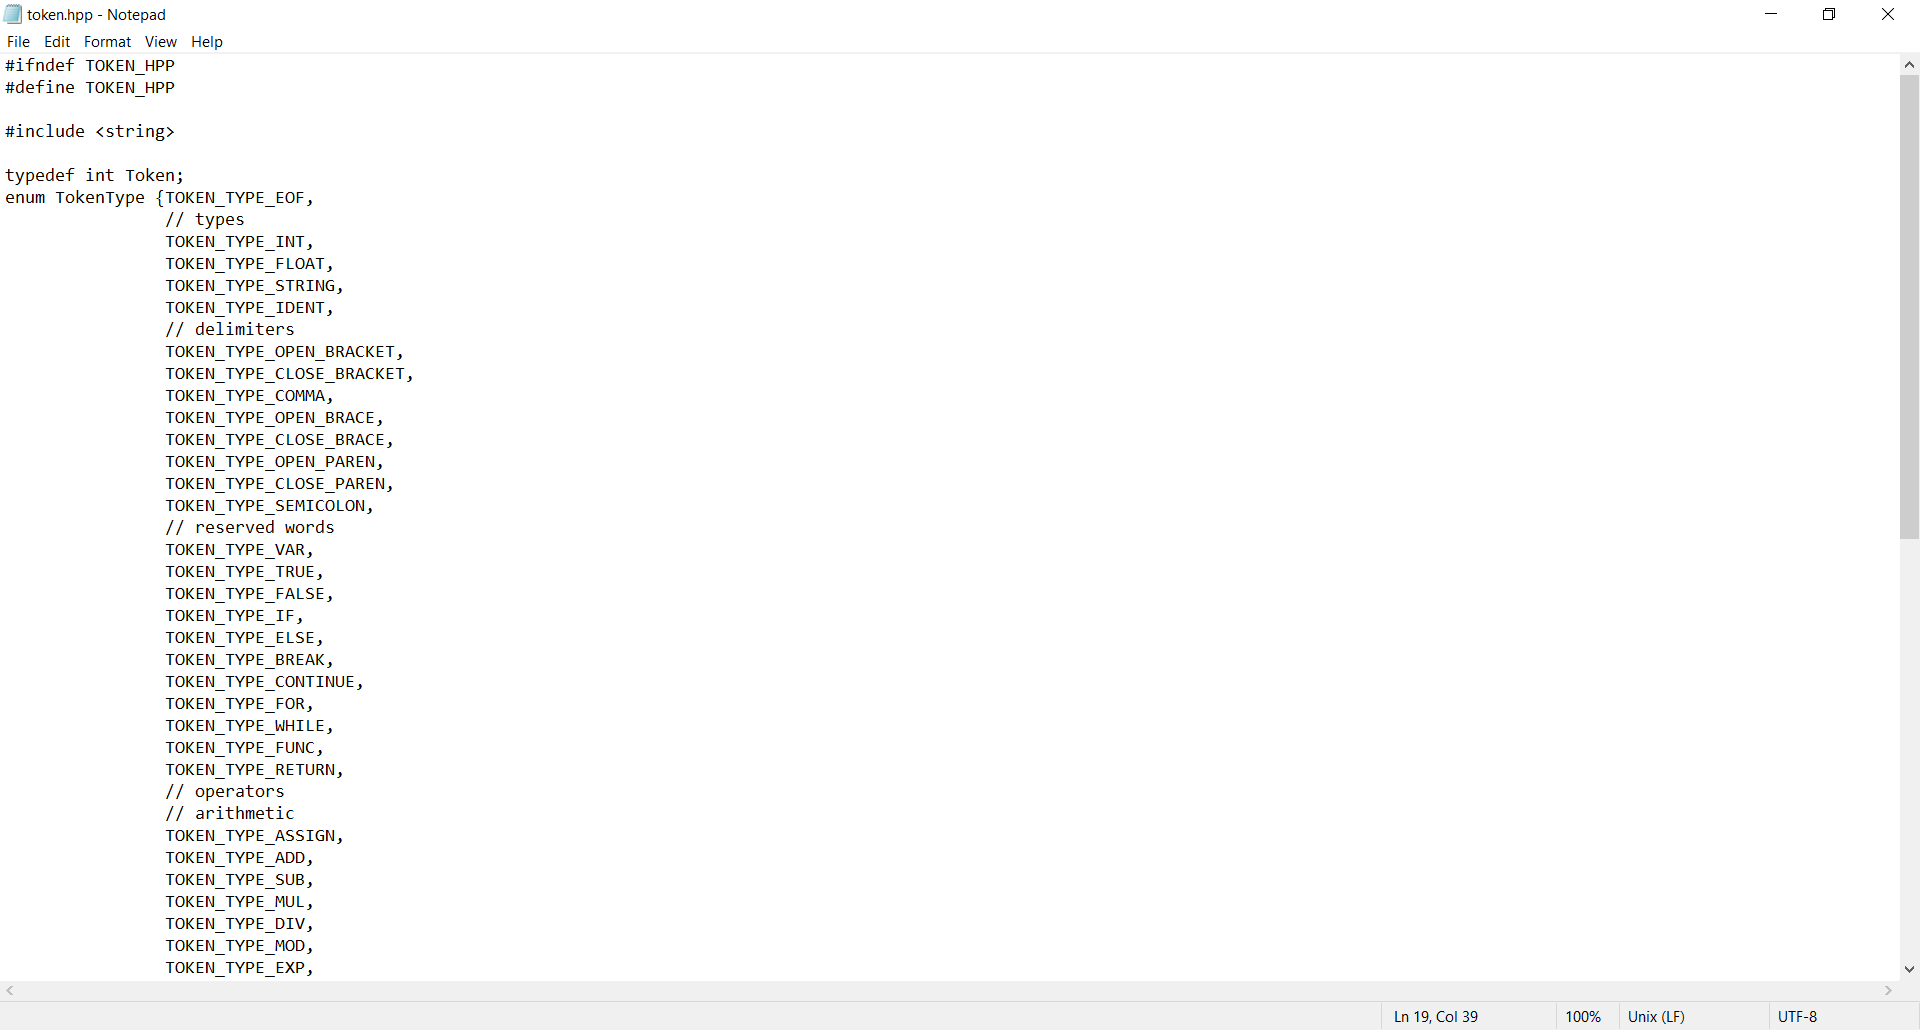 token.hpp - Notepad
File Edit Format View Help
#ifndef TOKEN_HPP
#define TOKEN_HPP

#include <string>

typedef int Token;
enum TokenType {TOKEN_TYPE_EOF,
                // types
                TOKEN_TYPE_INT,
                TOKEN_TYPE_FLOAT,
                TOKEN_TYPE_STRING,
                TOKEN_TYPE_IDENT,
                // delimiters
                TOKEN_TYPE_OPEN_BRACKET,
                TOKEN_TYPE_CLOSE_BRACKET,
                TOKEN_TYPE_COMMA,
                TOKEN_TYPE_OPEN_BRACE,
                TOKEN_TYPE_CLOSE_BRACE,
                TOKEN_TYPE_OPEN_PAREN,
                TOKEN_TYPE_CLOSE_PAREN,
                TOKEN_TYPE_SEMICOLON,
                // reserved words
                TOKEN_TYPE_VAR,
                TOKEN_TYPE_TRUE,
                TOKEN_TYPE_FALSE,
                TOKEN_TYPE_IF,
                TOKEN_TYPE_ELSE,
                TOKEN_TYPE_BREAK,
                TOKEN_TYPE_CONTINUE,
                TOKEN_TYPE_FOR,
                TOKEN_TYPE_WHILE,
                TOKEN_TYPE_FUNC,
                TOKEN_TYPE_RETURN,
                // operators
                // arithmetic
                TOKEN_TYPE_ASSIGN,
                TOKEN_TYPE_ADD,
                TOKEN_TYPE_SUB,
                TOKEN_TYPE_MUL,
                TOKEN_TYPE_DIV,
                TOKEN_TYPE_MOD,
                TOKEN_TYPE_EXP,
Ln 19, Col 39 100% Unix (LF) UTF-8